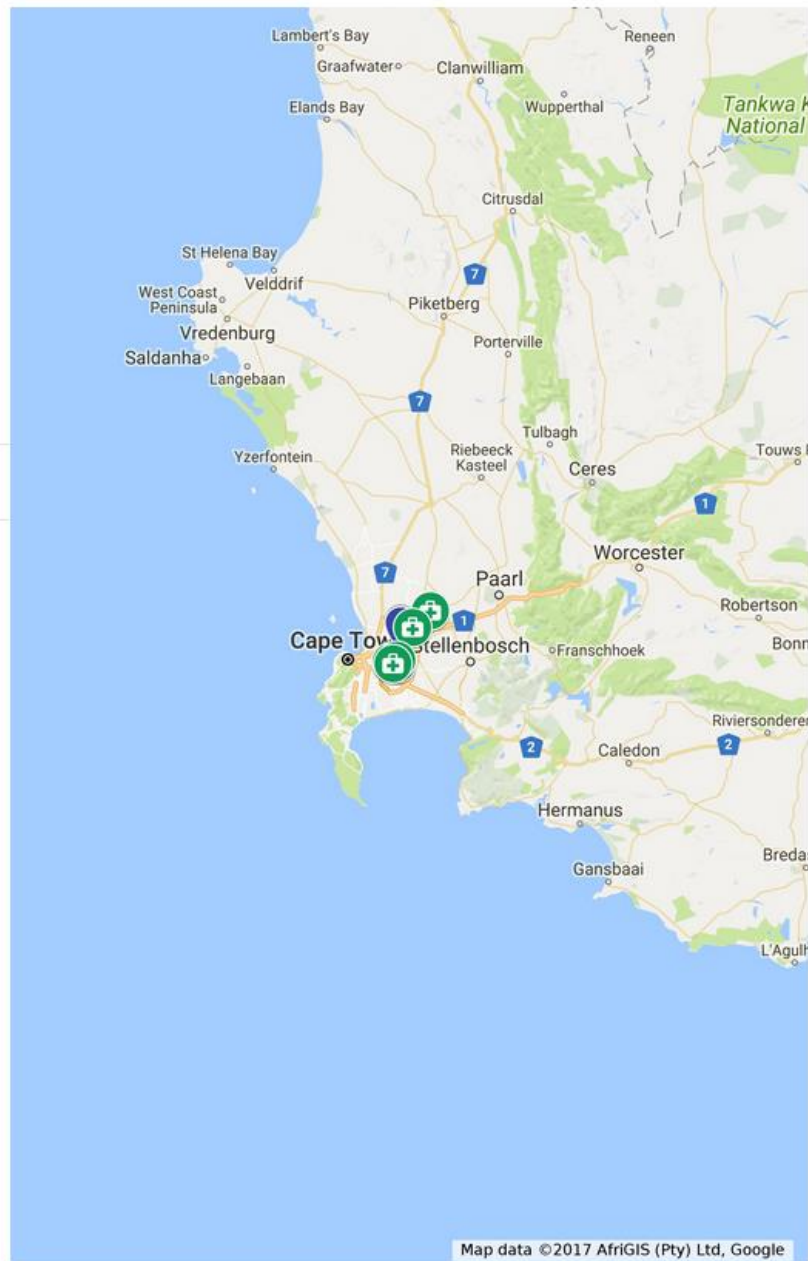 Lambert's Bay
Reneen
Graafwater
Clanwilliam
Wupperthal
Tankwa K
National
Elands Bay
Citrusdal
St Helena Bay
Velddrif
7
West Coast
Peninsula
Piketberg
Vredenburg
Saldanha
Porterville
Langebaan
7
Tulbagh
Yzerfontein
Riebeeck
Kasteel
Ceres
Touws
1
Worcester
7
Paarl
Robertson
1
Cape Tow
Stellenbosch
Franschhoek
Bonn
Riviersonderen
2
2
Caledon
Hermanus
Gansbaai
Breda
L'Agulh
Map data ©2017 AfriGIS (Pty) Ltd, Google